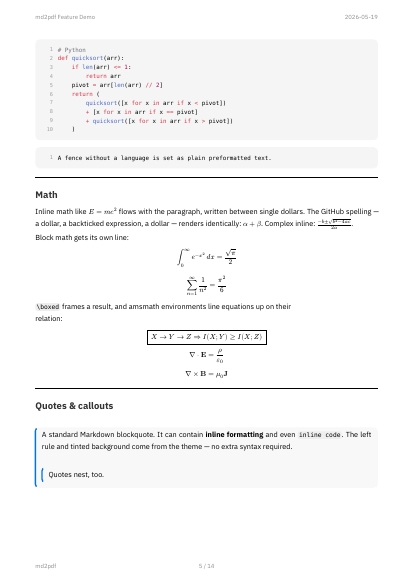 md2pdf Feature Demo 2026-05-19
1 # Python
2 def quicksort(arr):
3     if len(arr) <= 1:
4         return arr
5     pivot = arr[len(arr) // 2]
6     return (
7         quicksort([x for x in arr if x < pivot])
8         + [x for x in arr if x == pivot]
9         + quicksort([x for x in arr if x > pivot])
10     )
1 A fence without a language is set as plain preformatted text.
Math
Inline math like E = mc² flows with the paragraph, written between single dollars. The GitHub spelling —
a dollar, a backticked expression, a dollar — renders identically: α + β. Complex inline: (−b±√(b²−4ac))/(2a).
Block math gets its own line:
∫₀^∞ e^(−x²) dx = √π/2
∑_(n=1)^∞ 1/n² = π²/6
\boxed frames a result, and amsmath environments line equations up on their
relation:
X → Y → Z ⇒ I(X; Y) ≥ I(X; Z)
∇ · E = ρ/ε₀
∇ × B = μ₀J
Quotes & callouts
A standard Markdown blockquote. It can contain inline formatting and even inline code. The left
rule and tinted background come from the theme — no extra syntax required.
Quotes nest, too.
md2pdf 5 / 14